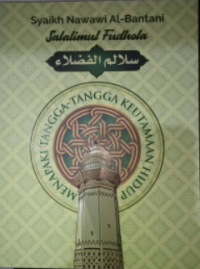 Syaikh Nawawi Al-Bantani
Salalimul Fudhola
سلالم الفضلاء
MENAPAKI TANGGA-TANGGA KEUTAMAAN HIDUP